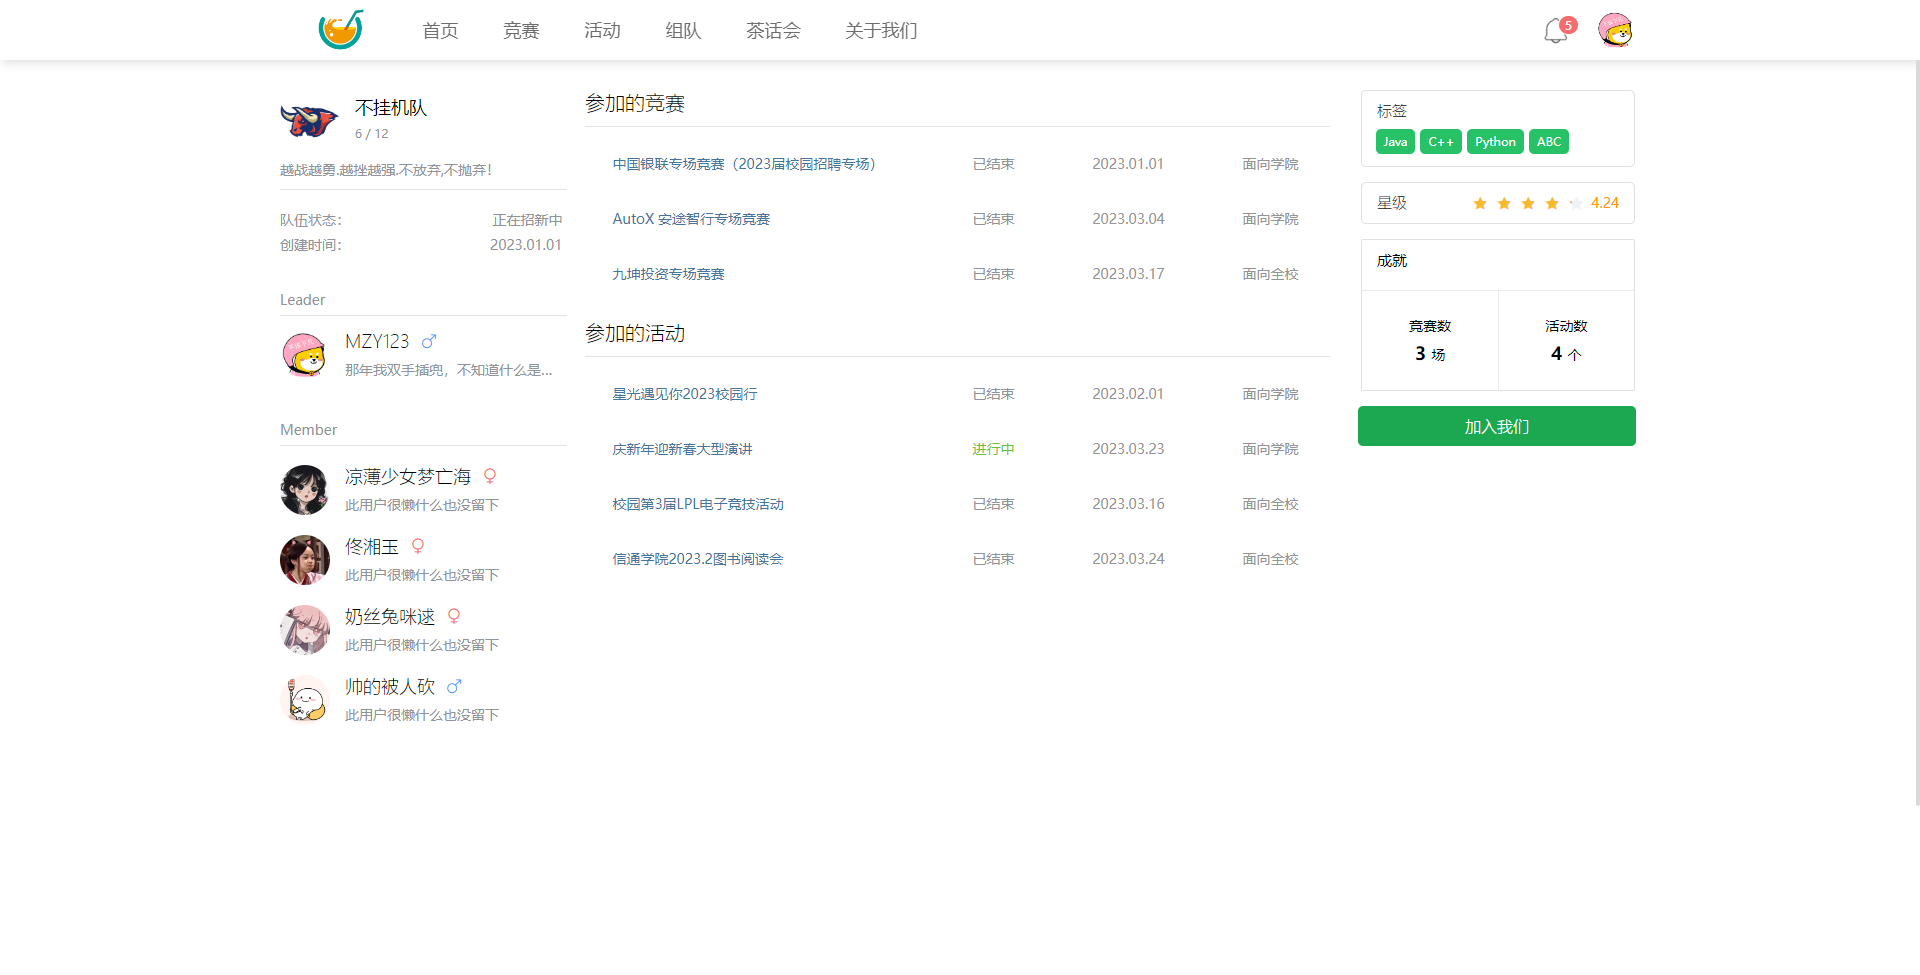 首页 竞赛 活动 组队 茶话会 关于我们 5
不挂机队
6 / 12
越战越勇.越挫越强.不放弃,不抛弃!
队伍状态: 正在招新中
创建时间: 2023.01.01
Leader
MZY123
那年我双手插兜，不知道什么是...
Member
凉薄少女梦亡海
此用户很懒什么也没留下
佟湘玉
此用户很懒什么也没留下
奶丝兔咪逑
此用户很懒什么也没留下
帅的被人砍
此用户很懒什么也没留下
参加的竞赛
中国银联专场竞赛（2023届校园招聘专场） 已结束 2023.01.01 面向学院
AutoX 安途智行专场竞赛 已结束 2023.03.04 面向学院
九坤投资专场竞赛 已结束 2023.03.17 面向全校
参加的活动
星光遇见你2023校园行 已结束 2023.02.01 面向学院
庆新年迎新春大型演讲 进行中 2023.03.23 面向学院
校园第3届LPL电子竞技活动 已结束 2023.03.16 面向全校
信通学院2023.2图书阅读会 已结束 2023.03.24 面向全校
标签
Java C++ Python ABC
星级 4.24
成就
竞赛数 活动数
3 场 4 个
加入我们